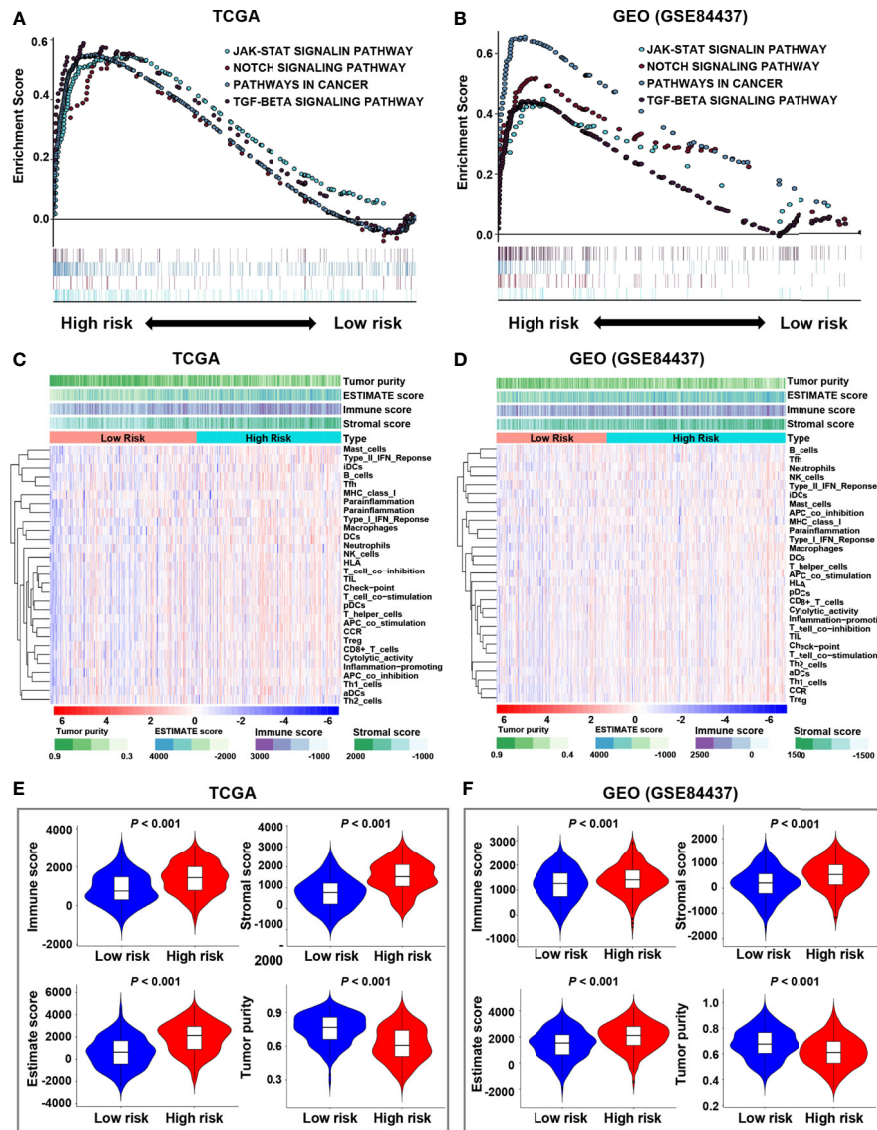 A
TCGA
0.6
0.4
0.2
0.0
Enrichment Score
JAK-STAT SIGNALIN PATHWAY
NOTCH SIGNALING PATHWAY
PATHWAYS IN CANCER
TGF-BETA SIGNALING PATHWAY
High risk
Low risk
B
GEO (GSE84437)
0.6
0.4
0.2
0.0
Enrichment Score
JAK-STAT SIGNALIN PATHWAY
NOTCH SIGNALING PATHWAY
PATHWAYS IN CANCER
TGF-BETA SIGNALING PATHWAY
High risk
Low risk
C
TCGA
Tumor purity
ESTIMATE score
Immune score
Stromal score
Low Risk
High Risk
Type
Mast_cells
Type_II_IFN_Reponse
iDCs
B_cells
Tfh
MHC_class_I
Parainflammation
Parainflammation
Type_I_IFN_Reponse
Macrophages
DCs
Neutrophils
NK_cells
HLA
T_cell_co-inhibition
TIL
Check-point
T_cell_co-stimulation
pDCs
T_helper_cells
APC_co_stimulation
CCR
Treg
CD8+_T_cells
Cytolytic_activity
Inflammation-promoting
APC_co_inhibition
Th1_cells
aDCs
Th2_cells
6 4 2 0 -2 -4 -6
Tumor purity
0.9 0.3
ESTIMATE score
4000 -2000
Immune score
3000 -1000
Stromal score
2000 -1000
D
GEO (GSE84437)
Tumor purity
ESTIMATE score
Immune score
Stromal score
Low Risk
High Risk
Type
B_cells
Tfh
Neutrophils
NK_cells
Type_II_IFN_Reponse
iDCs
Mast_cells
APC_co_inhibition
MHC_class_I
Parainflammation
Type_I_IFN_Reponse
Macrophages
DCs
T_helper_cells
APC_co_stimulation
HLA
pDCs
CD8+_T_cells
Cytolytic_activity
Inflammation-promoti
T_cell_co-inhibition
TIL
Check-point
T_cell_co-stimulation
Th2_cells
aDCs
Th1_cells
CCR
Treg
6 4 2 0 -2 -4 -6
Tumor purity
0.9 0.4
ESTIMATE score
4000 -1000
Immune score
2500 -500
Stromal score
150 -1500
E
TCGA
P < 0.001
Immune score
4000
2000
0
-2000
Low risk
High risk
P < 0.001
Stromal score
4000
3000
2000
1000
0
-1000
-
2000
Low risk
High risk
P < 0.001
Estimate score
6000
4000
2000
0
-2000
-4000
Low risk
High risk
P < 0.001
Tumor purity
0.9
0.6
0.3
Low risk
High risk
F
GEO (GSE84437)
P < 0.001
Immune score
3000
2000
1000
0
-1000
Low risk
High risk
P < 0.001
Stromal score
2000
1000
0
-1000
-2000
Low risk
High risk
P < 0.001
Estimate score
4000
2000
0
-2000
Low risk
High risk
P < 0.001
Tumor purity
1.0
0.8
0.6
0.4
0.2
Low risk
High risk